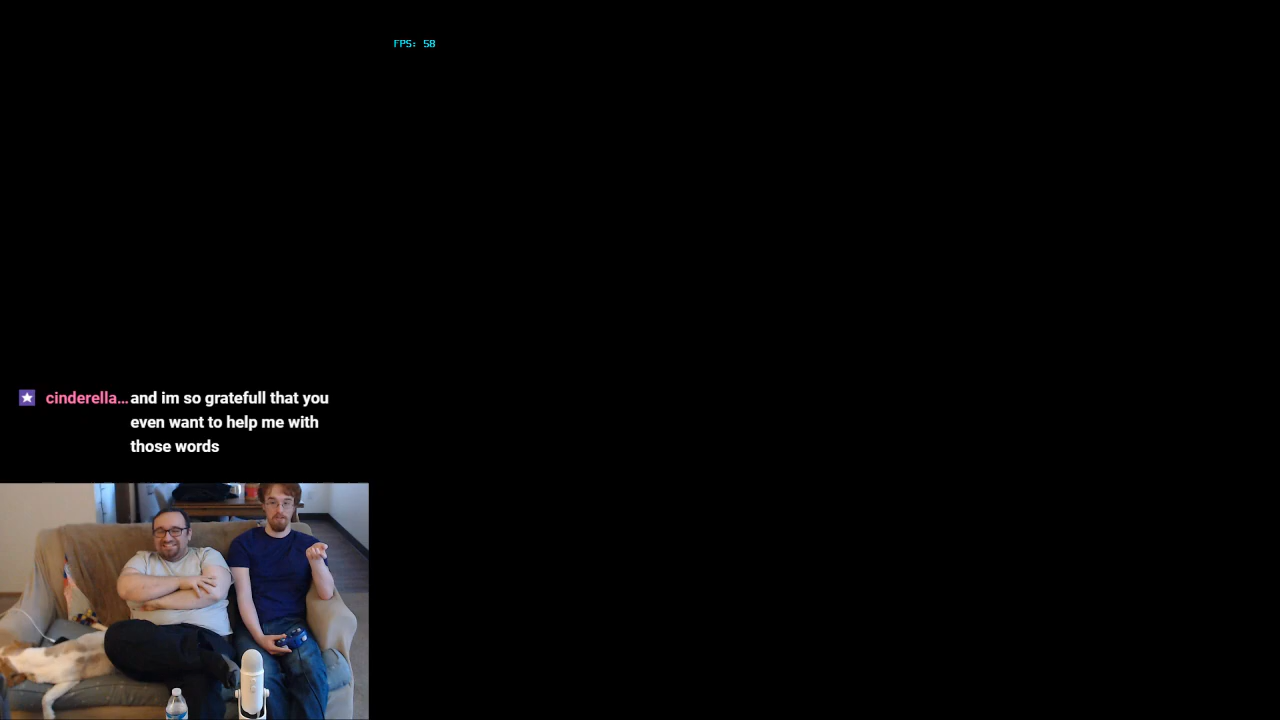 FPS: 58
cinderella… and im so gratefull that you
even want to help me with
those words